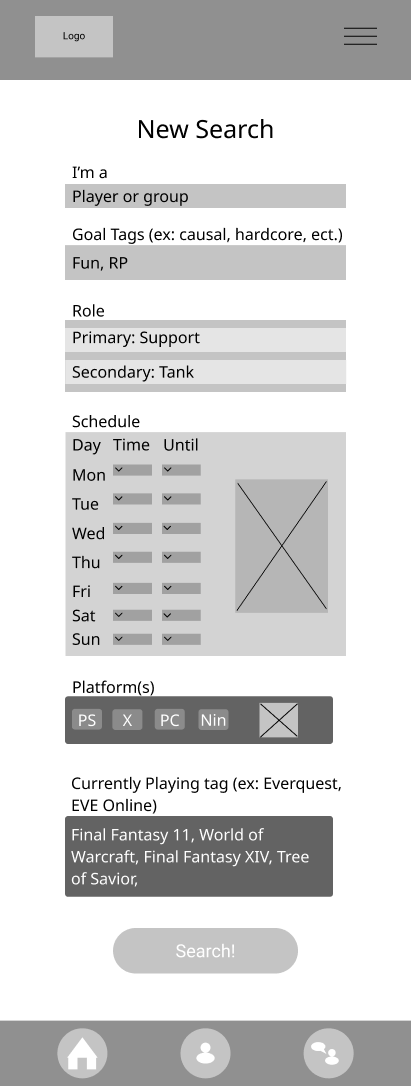 Logo
New Search
I'm a
Player or group
Goal Tags (ex: causal, hardcore, ect.)
Fun, RP
Role
Primary: Support
Secondary: Tank
Schedule
Day Time Until
Mon
Tue
Wed
Thu
Fri
Sat
Sun
Platform(s)
PS X PC Nin
Currently Playing tag (ex: Everquest,
EVE Online)
Final Fantasy 11, World of
Warcraft, Final Fantasy XIV, Tree
of Savior,
Search!